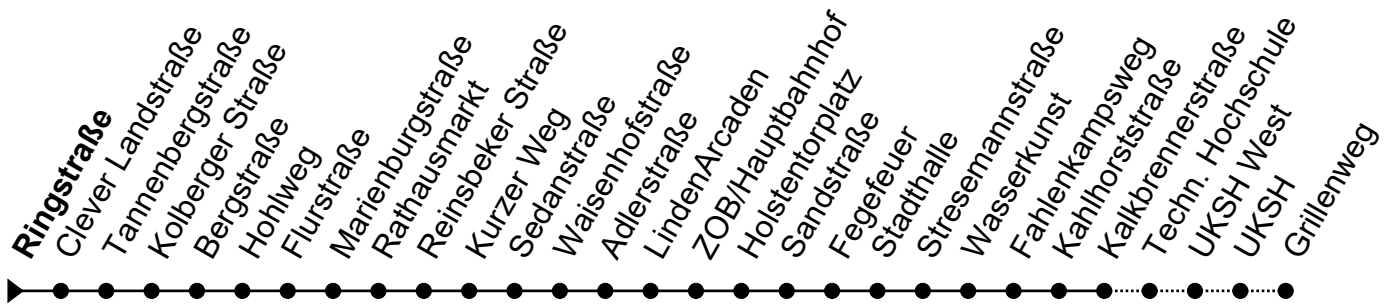 Ringstraße
Clever Landstraße
Tannenbergstraße
Kolberger Straße
Bergstraße
Hohlweg
Flurstraße
Marienburgstraße
Rathausmarkt
Reinsbeker Straße
Kurzer Weg
Sedanstraße
Waisenhofstraße
Adlerstraße
LindenArcaden
ZOB/Hauptbahnhof
Holstentorplatz
Sandstraße
Fegefeuer
Stadthalle
Stresemannstraße
Wasserkunst
Fahlenkampsweg
Kahlhorststraße
Kalkbrennerstraße
Techn. Hochschule
UKSH West
UKSH
Grillenweg